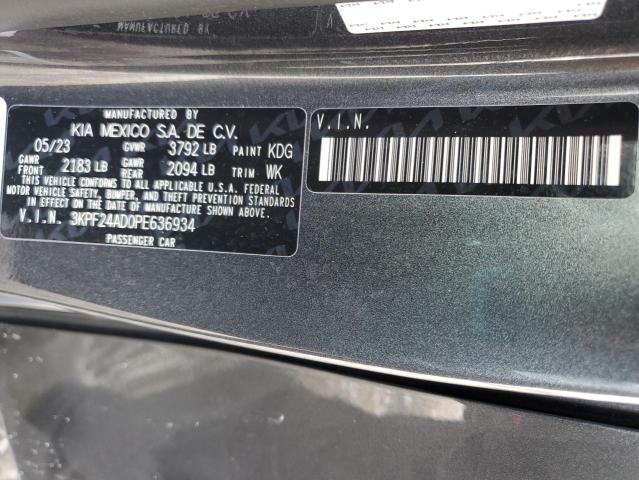 MANUFACTURED BY
KIA MEXICO S.A. DE C.V.
05/23 GVWR 3792 LB PAINT KDG
GAWR FRONT 2183 LB GAWR REAR 2094 LB TRIM WK
THIS VEHICLE CONFORMS TO ALL APPLICABLE U.S.A. FEDERAL
MOTOR VEHICLE SAFETY, BUMPER, AND THEFT PREVENTION STANDARDS
IN EFFECT ON THE DATE OF MANUFACTURE SHOWN ABOVE.
V.I.N. 3KPF24AD0PE636934
PASSENGER CAR
V.I.N.